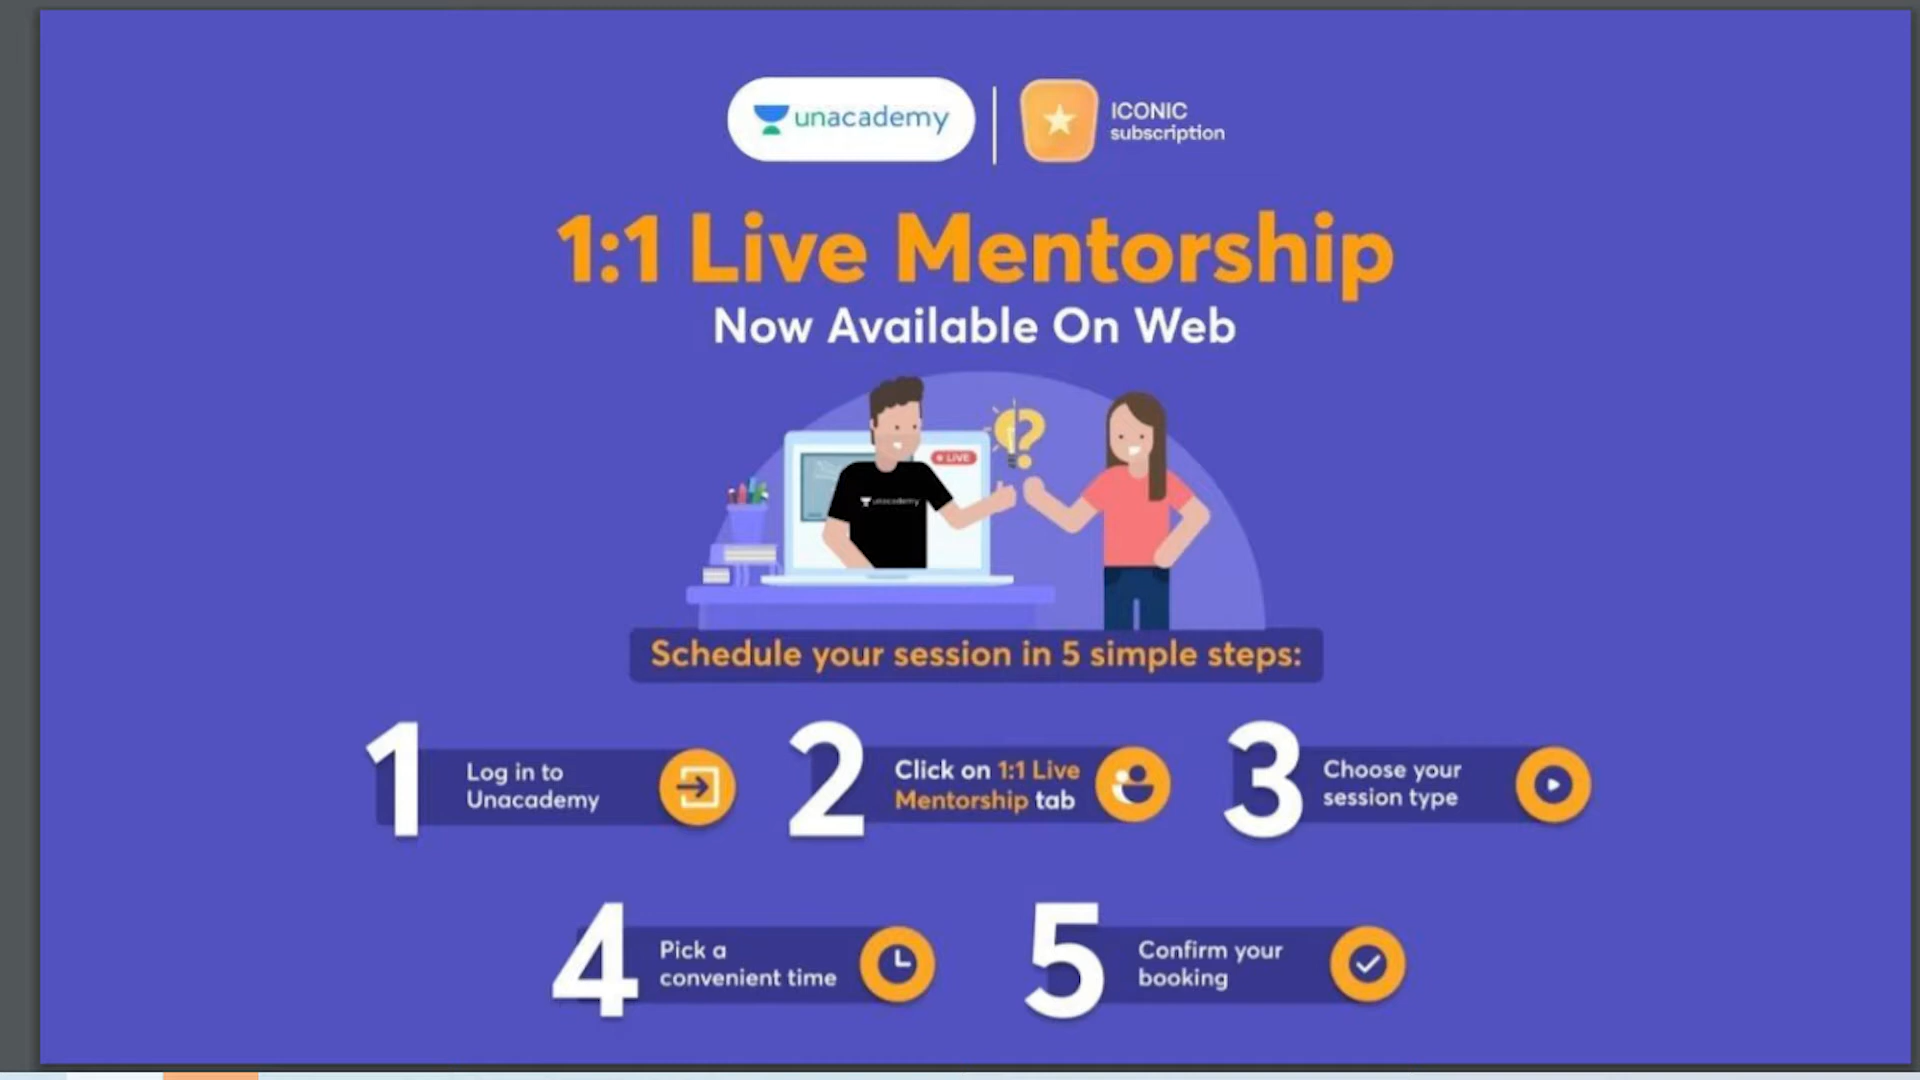 unacademy
ICONIC
subscription
1:1 Live Mentorship
Now Available On Web
LIVE
unacademy
Schedule your session in 5 simple steps:
1
Log in to
Unacademy
2
Click on 1:1 Live
Mentorship tab
3
Choose your
session type
4
Pick a
convenient time
5
Confirm your
booking